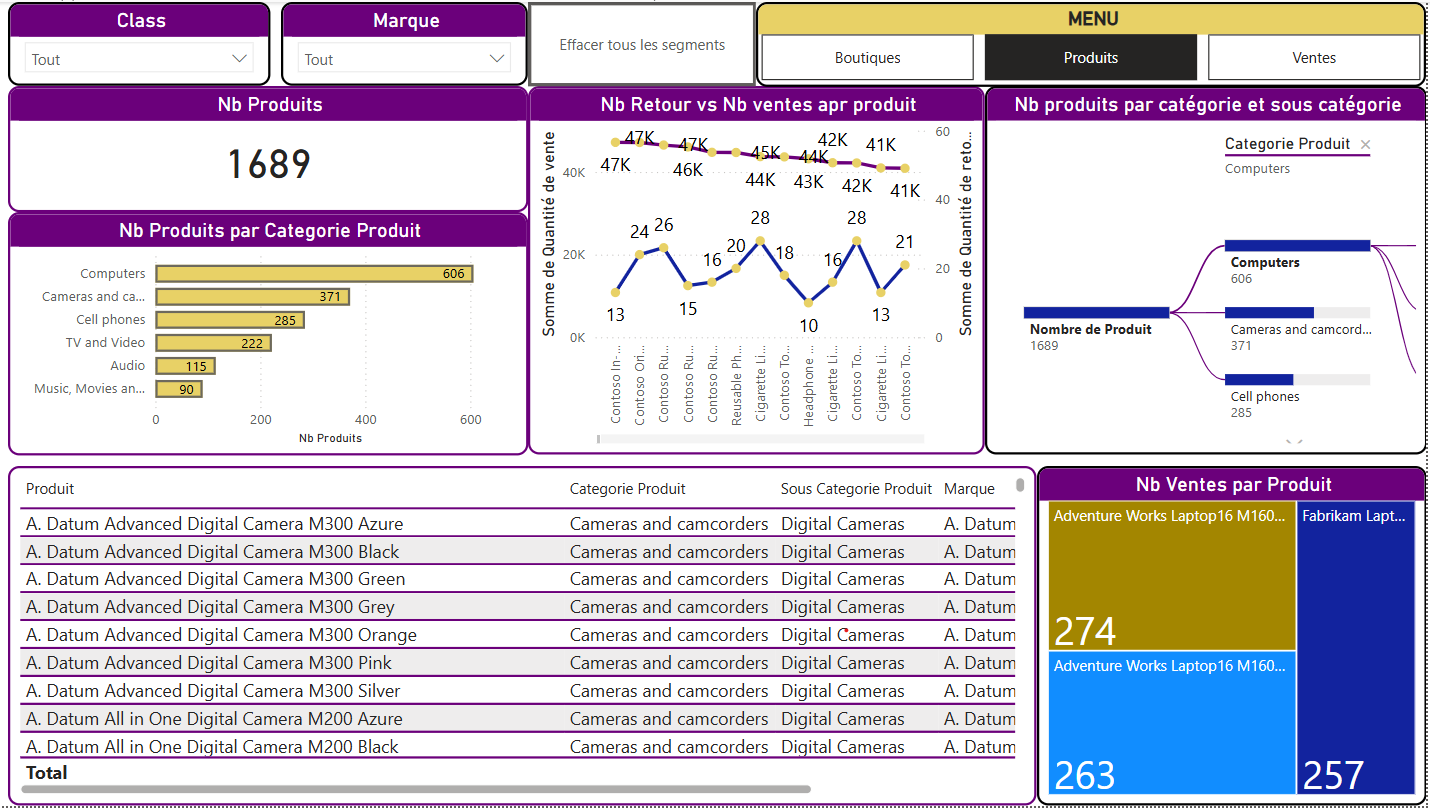 Class
Tout
Marque
Tout
Effacer tous les segments
MENU
Boutiques
Produits
Ventes
Nb Produits
1689
Nb Produits par Categorie Produit
Computers
606
Cameras and ca...
371
Cell phones
285
TV and Video
222
Audio
115
Music, Movies an...
90
0 200 400 600
Nb Produits
Nb Retour vs Nb ventes apr produit
Somme de Quantité de vente
40K
20K
0K
47K 47K 47K 46K 45K 44K 44K 43K 42K 42K 41K 41K
13 24 26 15 16 20 28 18 10 16 28 13 21
60
40
20
0
Somme de Quantité de reto...
Contoso In-...
Contoso Ori...
Contoso Ru...
Contoso Ru...
Contoso Ru...
Reusable Ph...
Cigarette Li...
Contoso To...
Headphone ...
Cigarette Li...
Contoso To...
Cigarette Li...
Contoso To...
Nb produits par catégorie et sous catégorie
Categorie Produit
Computers
Nombre de Produit
1689
Computers
606
Cameras and camcord...
371
Cell phones
285
Produit Categorie Produit Sous Categorie Produit Marque
A. Datum Advanced Digital Camera M300 Azure Cameras and camcorders Digital Cameras A. Datum
A. Datum Advanced Digital Camera M300 Black Cameras and camcorders Digital Cameras A. Datum
A. Datum Advanced Digital Camera M300 Green Cameras and camcorders Digital Cameras A. Datum
A. Datum Advanced Digital Camera M300 Grey Cameras and camcorders Digital Cameras A. Datum
A. Datum Advanced Digital Camera M300 Orange Cameras and camcorders Digital Cameras A. Datum
A. Datum Advanced Digital Camera M300 Pink Cameras and camcorders Digital Cameras A. Datum
A. Datum Advanced Digital Camera M300 Silver Cameras and camcorders Digital Cameras A. Datum
A. Datum All in One Digital Camera M200 Azure Cameras and camcorders Digital Cameras A. Datum
A. Datum All in One Digital Camera M200 Black Cameras and camcorders Digital Cameras A. Datum
Total
Nb Ventes par Produit
Adventure Works Laptop16 M160...
274
Adventure Works Laptop16 M160...
263
Fabrikam Lapt...
257